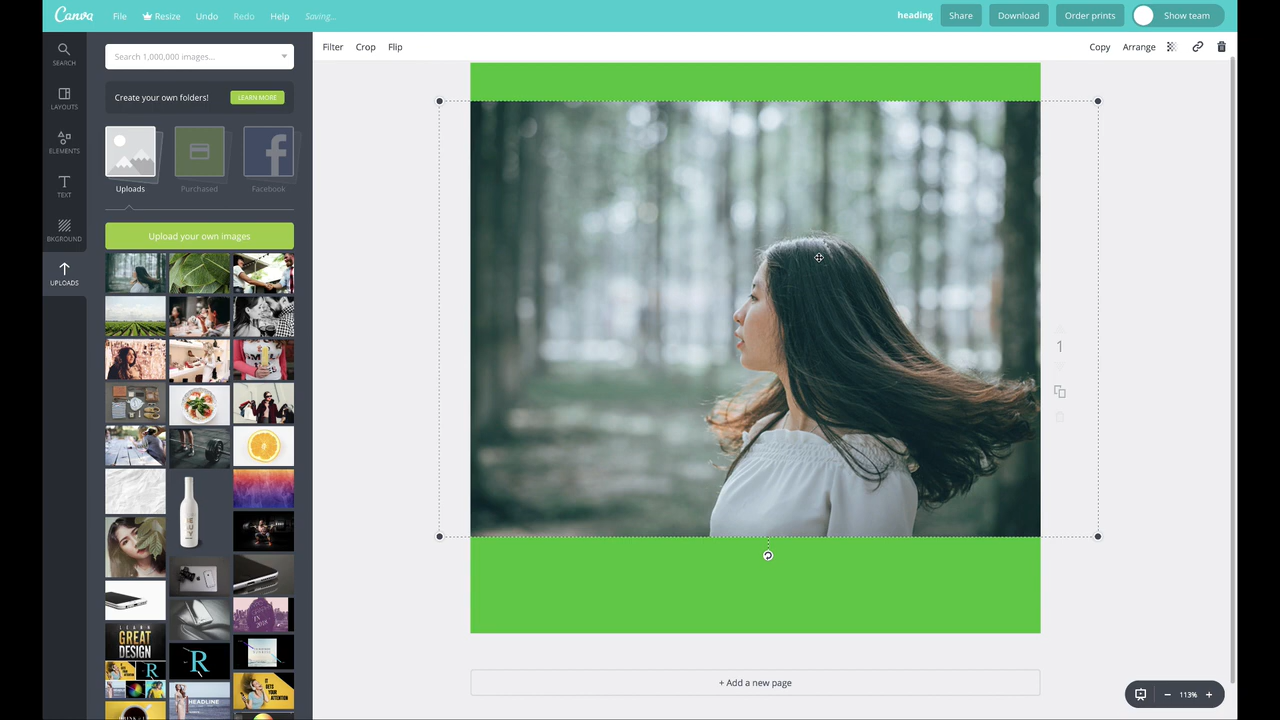 Canva File Resize Undo Redo Help Saving...
heading Share Download Order prints Show team
Filter Crop Flip
Copy Arrange
SEARCH
LAYOUTS
ELEMENTS
TEXT
BKGROUND
UPLOADS
Search 1,000,000 images...
Create your own folders! LEARN MORE
Uploads Purchased Facebook
Upload your own images
LEARN
GREAT
DESIGN
R
R
HEADLINE
1
+ Add a new page
113%